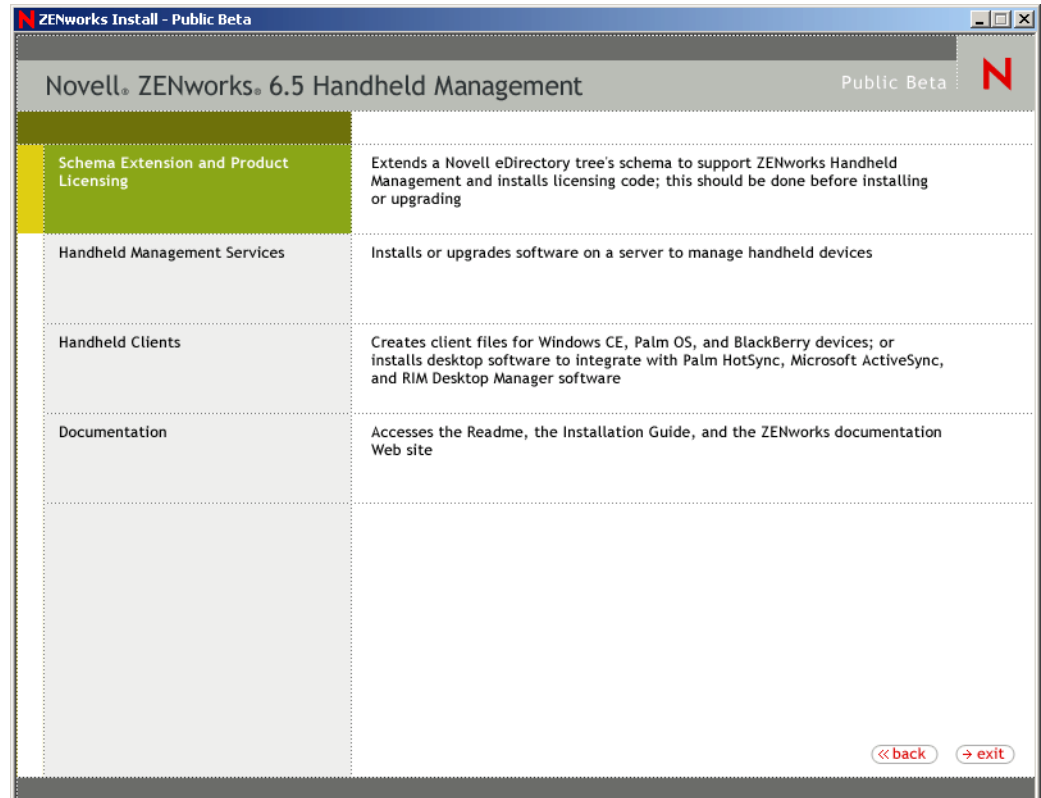 ZENworks Install - Public Beta
Novell® ZENworks® 6.5 Handheld Management
Public Beta
N
Schema Extension and Product
Licensing
Extends a Novell eDirectory tree's schema to support ZENworks Handheld
Management and installs licensing code; this should be done before installing
or upgrading
Handheld Management Services
Installs or upgrades software on a server to manage handheld devices
Handheld Clients
Creates client files for Windows CE, Palm OS, and BlackBerry devices; or
installs desktop software to integrate with Palm HotSync, Microsoft ActiveSync,
and RIM Desktop Manager software
Documentation
Accesses the Readme, the Installation Guide, and the ZENworks documentation
Web site
back
exit